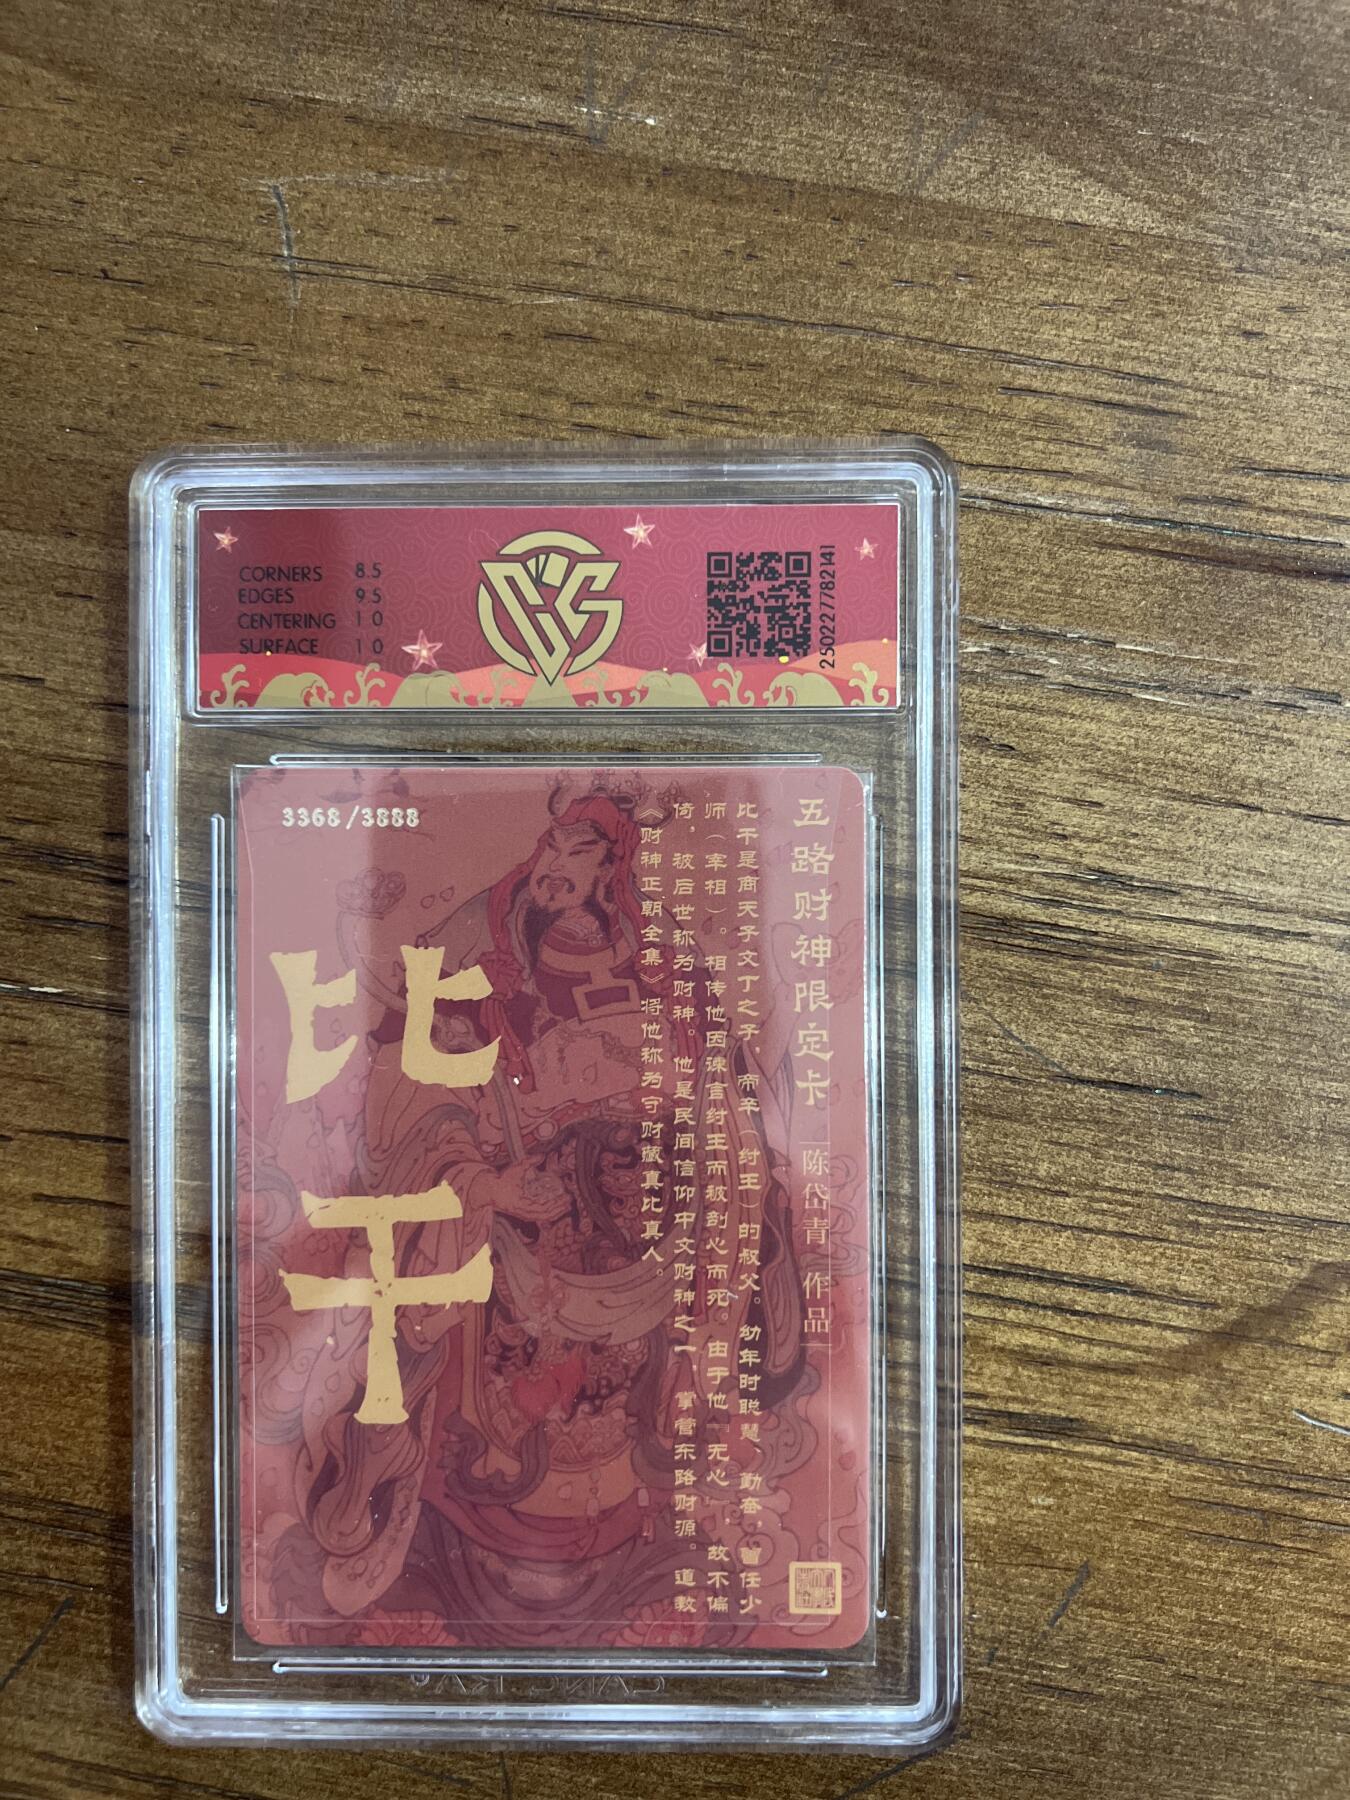 CORNERS 8.5
EDGES 9.5
CENTERING 10
SURFACE 10
2502277782141
3368/3888
五路财神限定卡
陈岱青 作品
比干是商天子文丁之子，帝辛（纣王）的叔父。幼年时聪慧、勤奋，曾任少
师（宰相）。相传他因谏言纣王而被剖心而死。由于他『无心』，故不偏
倚，被后世称为财神。他是民间信仰中文财神之一，掌管东路财源。道教
《财神正朝全集》将他称为守财藏真比真人。
比干